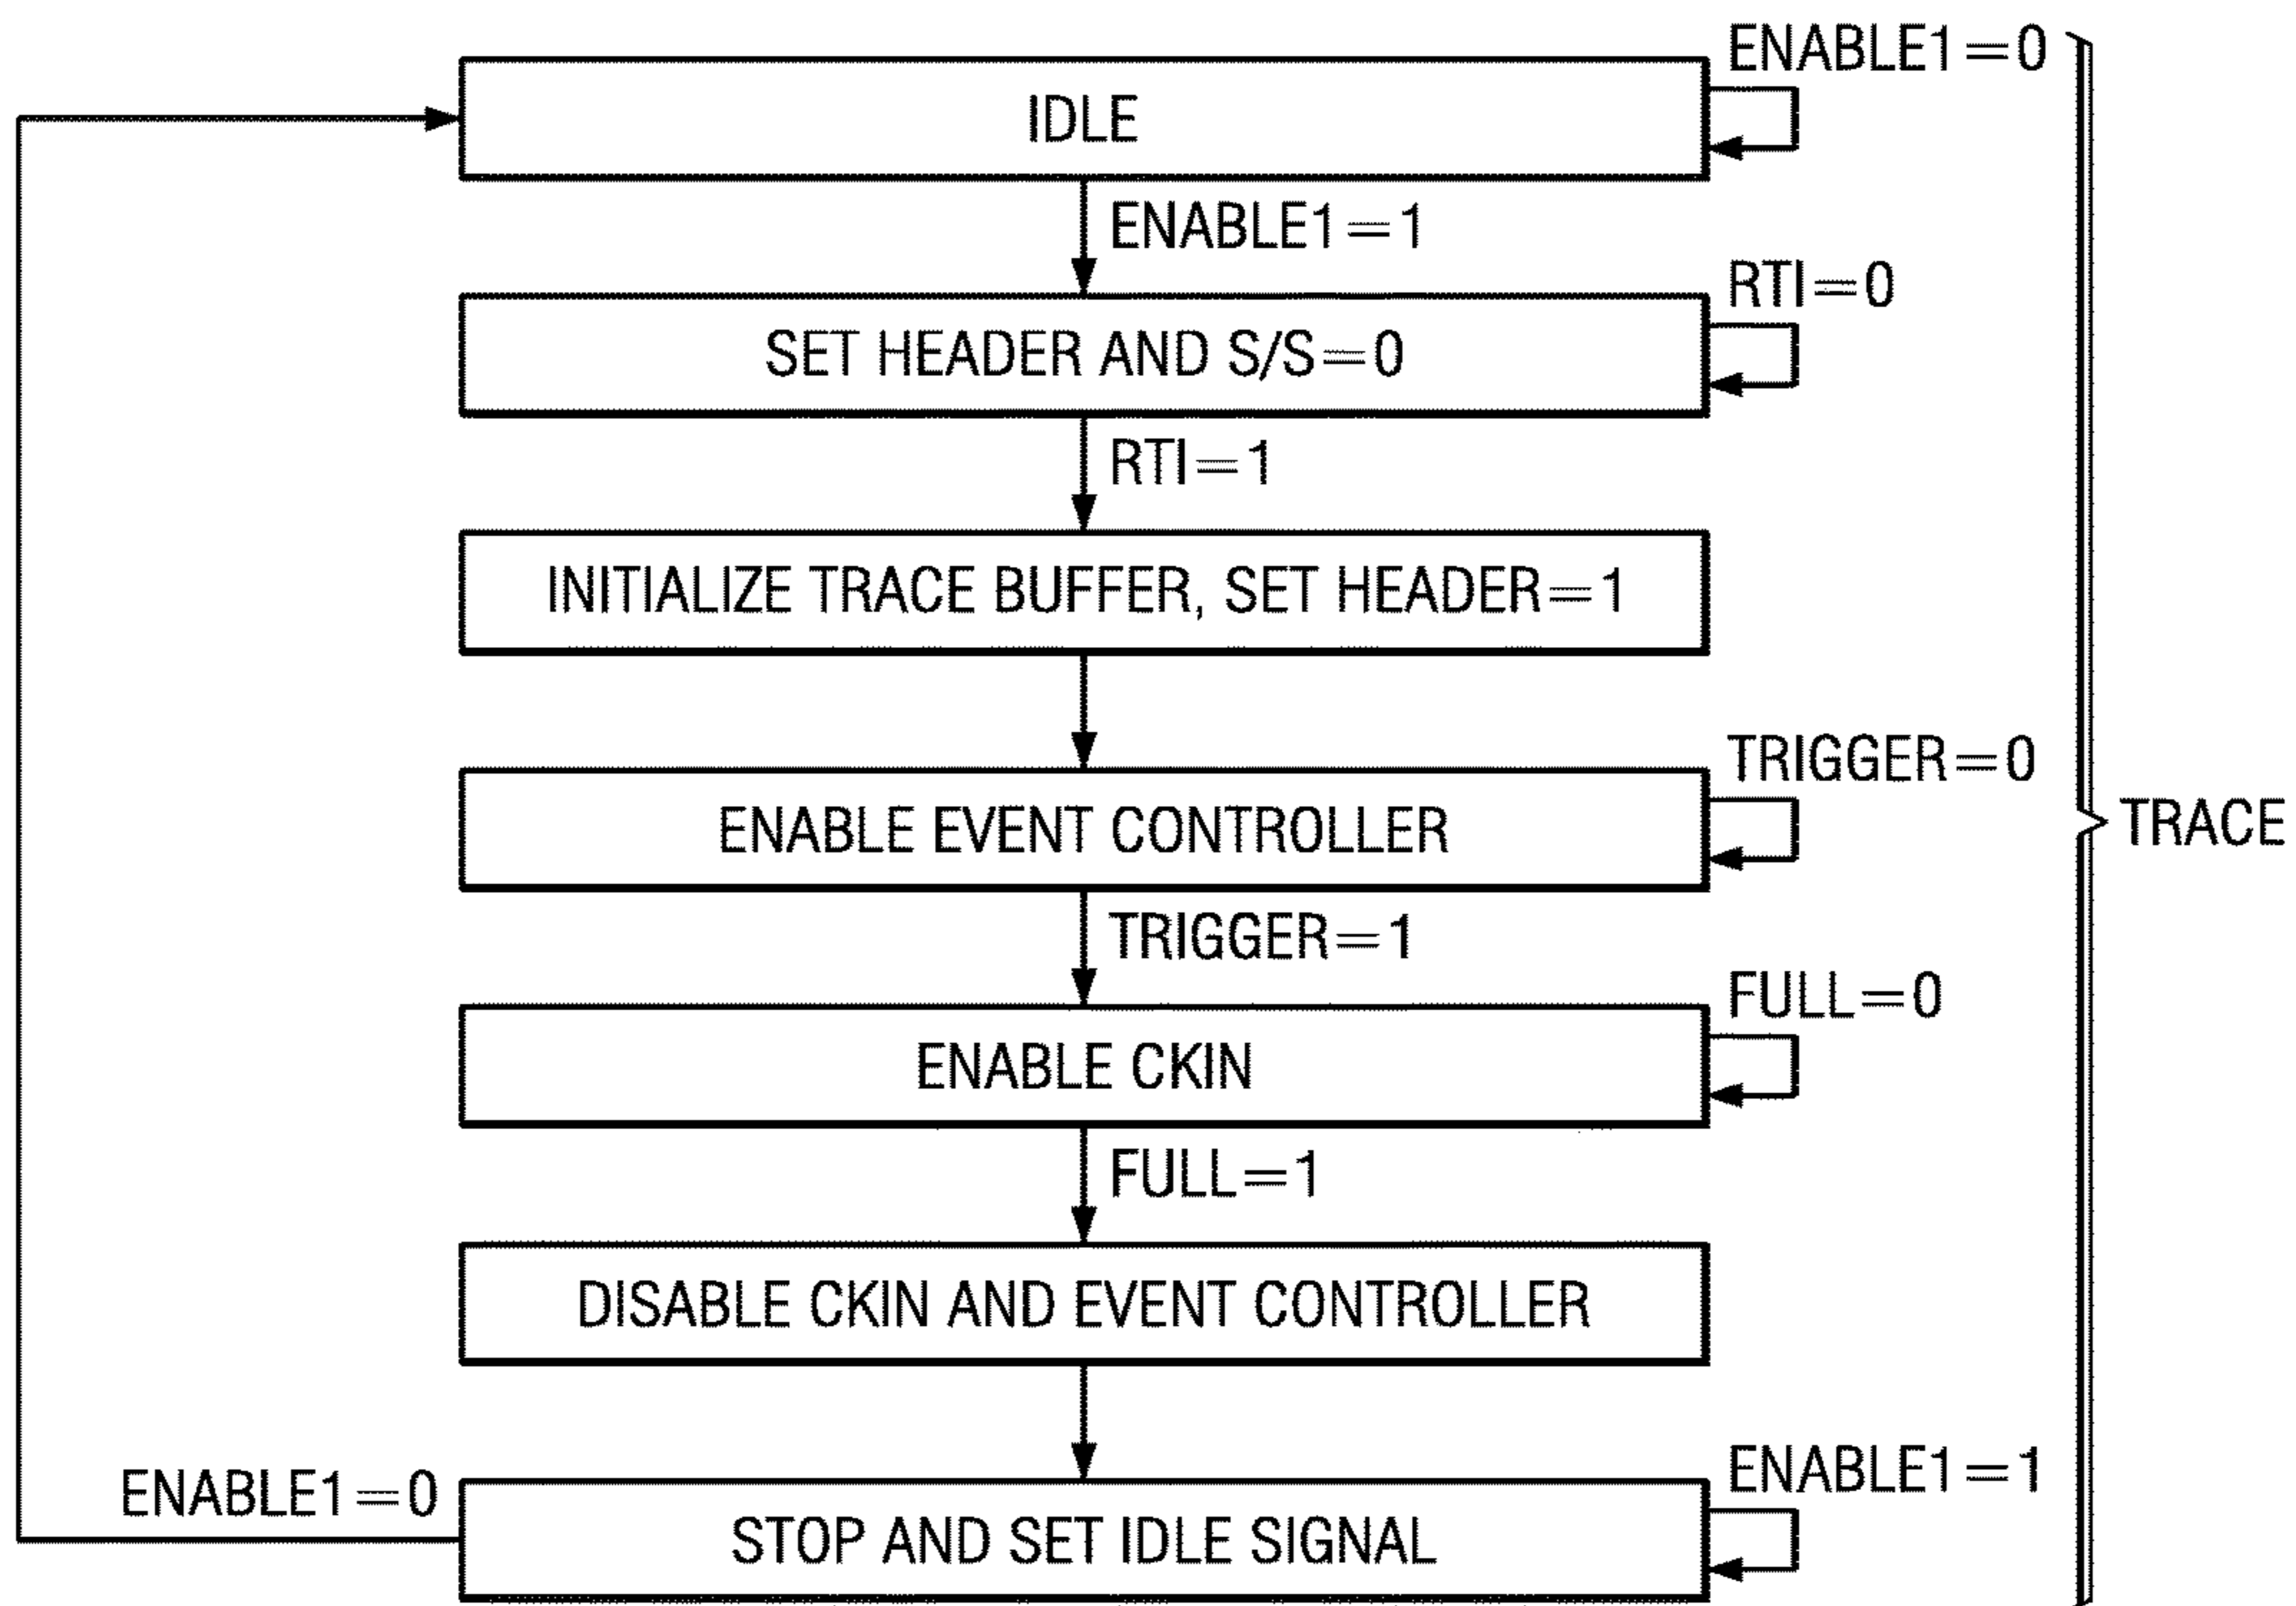 ENABLE1=0
IDLE
ENABLE1=1
RTI=0
SET HEADER AND S/S=0
RTI=1
INITIALIZE TRACE BUFFER, SET HEADER=1
TRIGGER=0
ENABLE EVENT CONTROLLER
TRACE
TRIGGER=1
FULL=0
ENABLE CKIN
FULL=1
DISABLE CKIN AND EVENT CONTROLLER
ENABLE1=0
ENABLE1=1
STOP AND SET IDLE SIGNAL